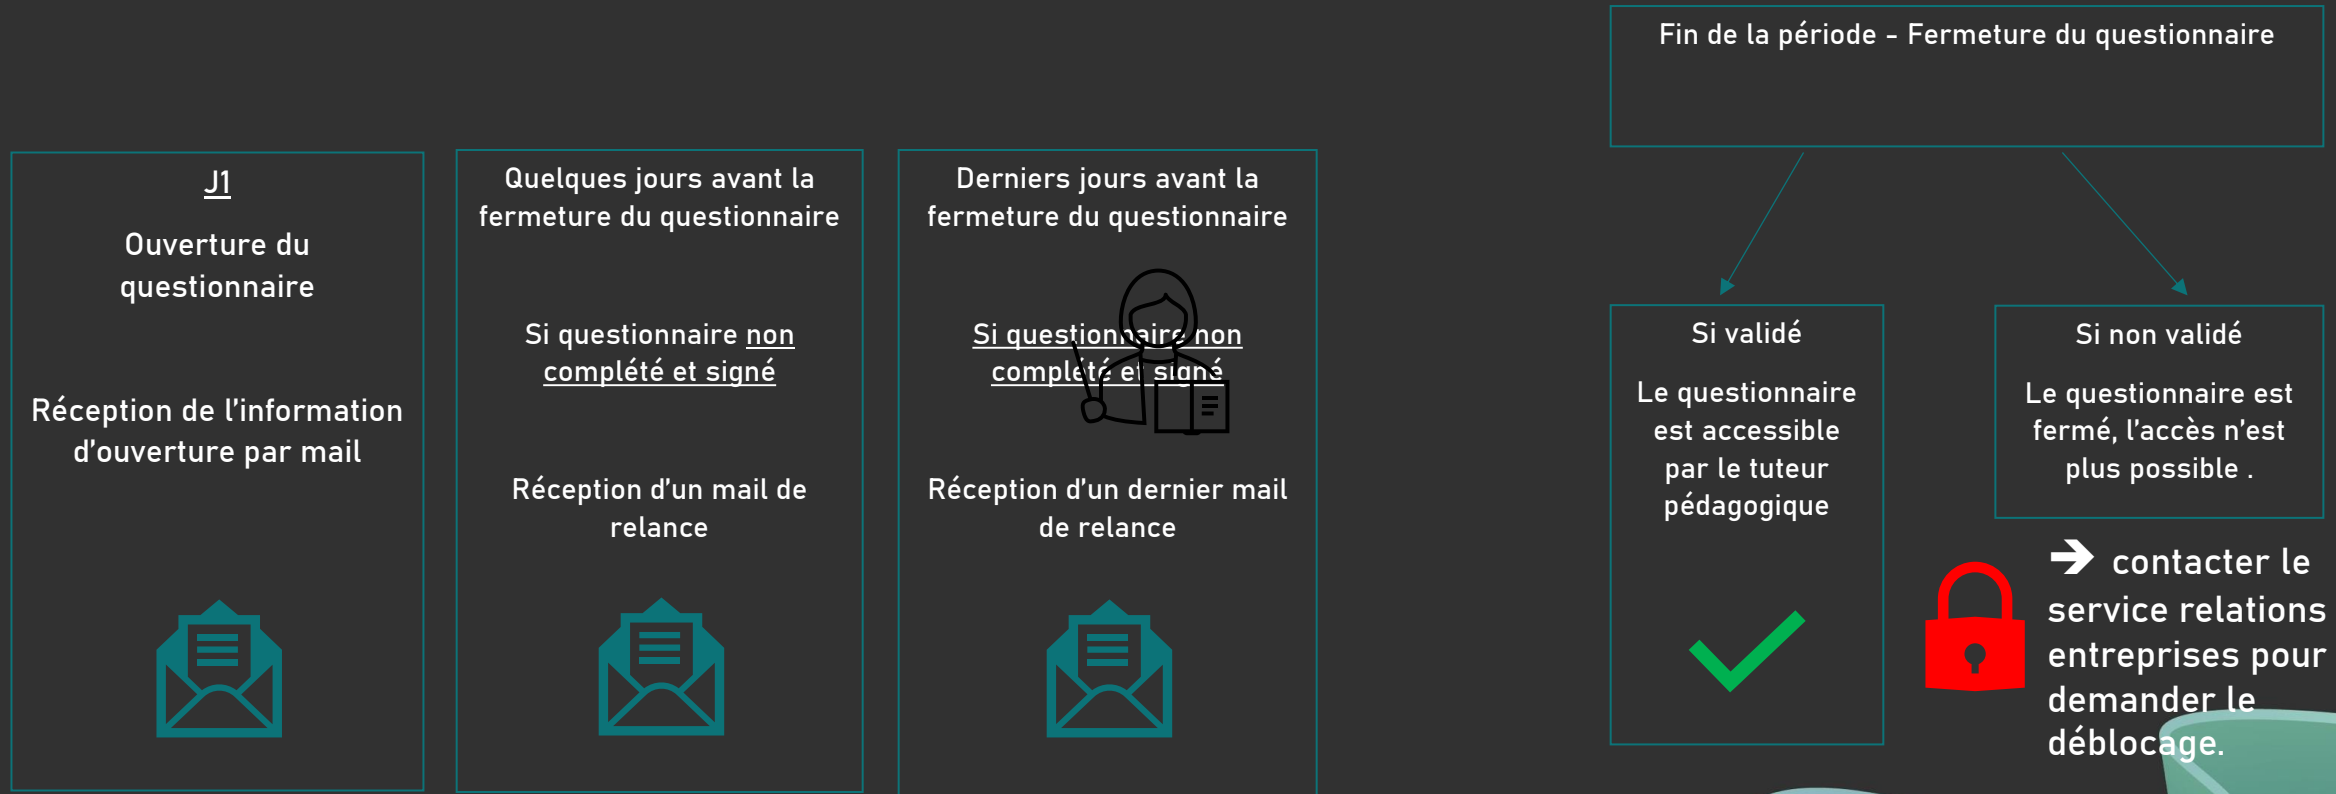 J1
Ouverture du
questionnaire
Réception de l’information
d’ouverture par mail
Quelques jours avant la
fermeture du questionnaire
Si questionnaire non
complété et signé
Réception d’un mail de
relance
Derniers jours avant la
fermeture du questionnaire
Si questionnaire non
complété et signé
Réception d’un dernier mail
de relance
Fin de la période - Fermeture du questionnaire
Si validé
Le questionnaire
est accessible
par le tuteur
pédagogique
Si non validé
Le questionnaire est
fermé, l’accès n’est
plus possible .
➔ contacter le
service relations
entreprises pour
demander le
déblocage.